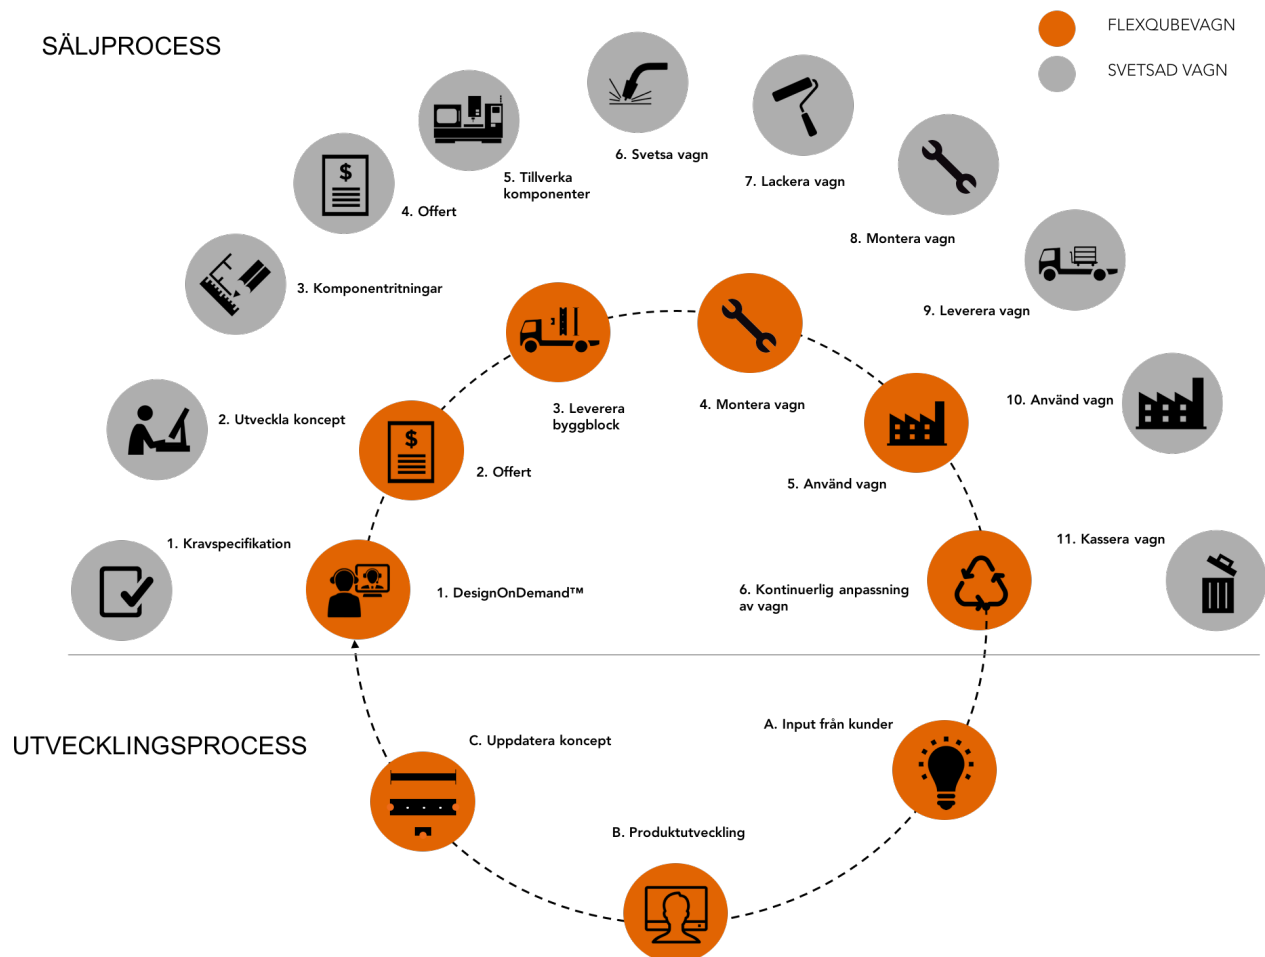 SÄLJPROCESS
FLEXQUBEVAGN
SVETSAD VAGN
1. Kravspecifikation
2. Utveckla koncept
3. Komponentritningar
$
4. Offert
5. Tillverka
komponenter
6. Svetsa vagn
7. Lackera vagn
8. Montera vagn
9. Leverera vagn
10. Använd vagn
11. Kassera vagn
1. DesignOnDemand™
$
2. Offert
3. Leverera
byggblock
4. Montera vagn
5. Använd vagn
6. Kontinuerlig anpassning
av vagn
UTVECKLINGSPROCESS
A. Input från kunder
B. Produktutveckling
C. Uppdatera koncept